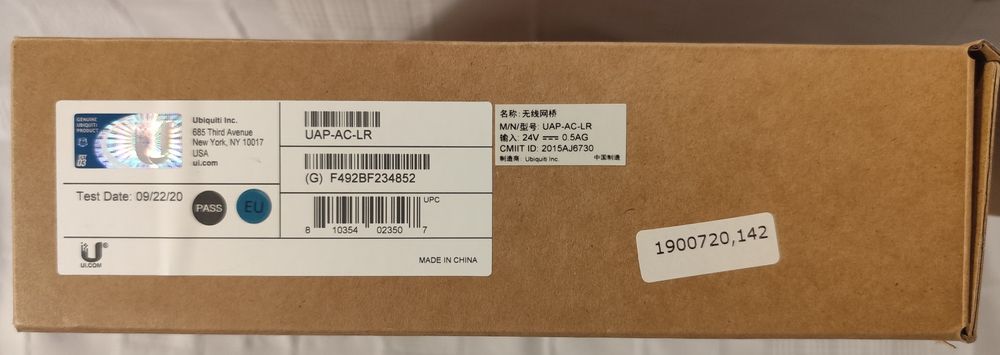 GENUINE
UBIQUITI
PRODUCT
Ubiquiti Inc.
685 Third Avenue
New York, NY 10017
USA
ui.com
UAP-AC-LR
(G) F492BF234852
Test Date: 09/22/20
PASS
EU
UPC
8 10354 02350 7
U®
UI.COM
MADE IN CHINA
名称: 无线网桥
M/N/型号: UAP-AC-LR
输入: 24V 0.5AG
CMIIT ID: 2015AJ6730
制造商: Ubiquiti Inc. 中国制造
1900720,142